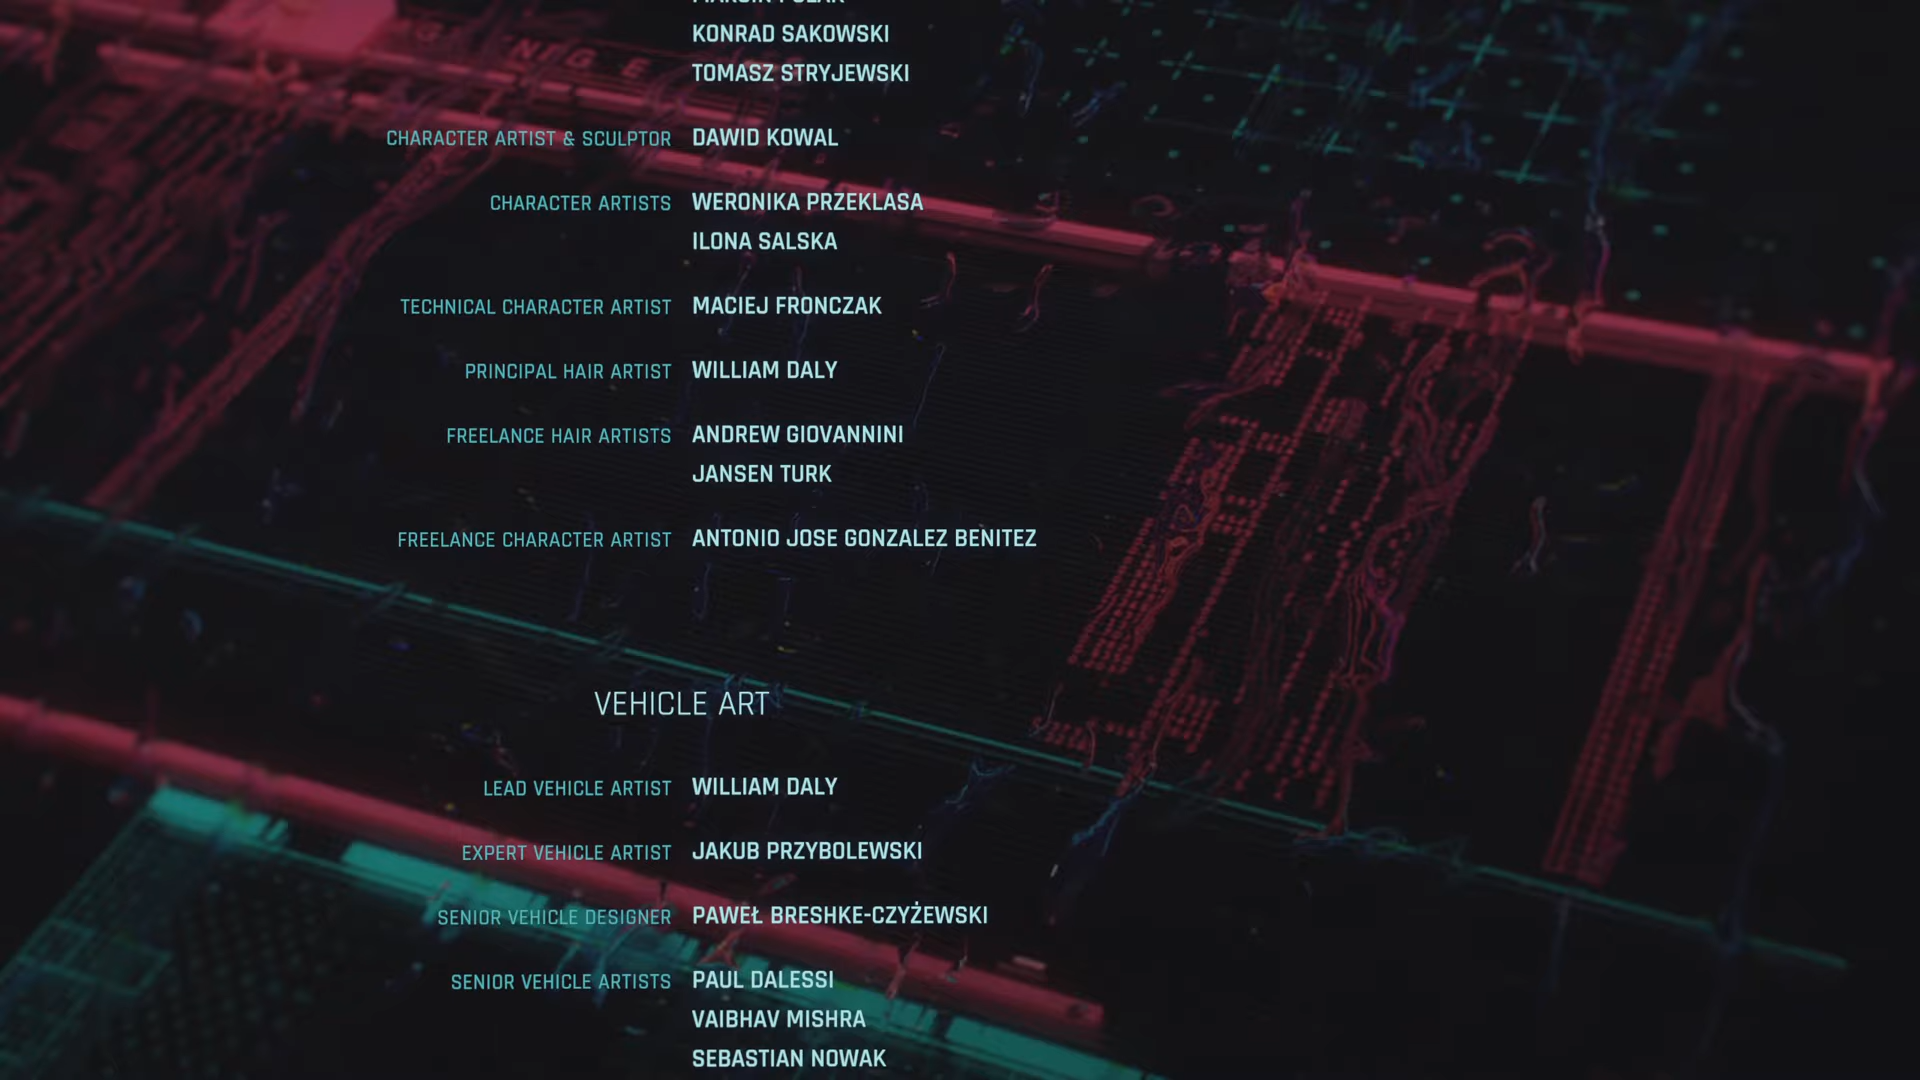 KONRAD SAKOWSKI
TOMASZ STRYJEWSKI
CHARACTER ARTIST & SCULPTOR DAWID KOWAL
CHARACTER ARTISTS WERONIKA PRZEKLASA
ILONA SALSKA
TECHNICAL CHARACTER ARTIST MACIEJ FRONCZAK
PRINCIPAL HAIR ARTIST WILLIAM DALY
FREELANCE HAIR ARTISTS ANDREW GIOVANNINI
JANSEN TURK
FREELANCE CHARACTER ARTIST ANTONIO JOSE GONZALEZ BENITEZ
VEHICLE ART
LEAD VEHICLE ARTIST WILLIAM DALY
EXPERT VEHICLE ARTIST JAKUB PRZYBOLEWSKI
SENIOR VEHICLE DESIGNER PAWEŁ BRESHKE-CZYŻEWSKI
SENIOR VEHICLE ARTISTS PAUL DALESSI
VAIBHAV MISHRA
SEBASTIAN NOWAK